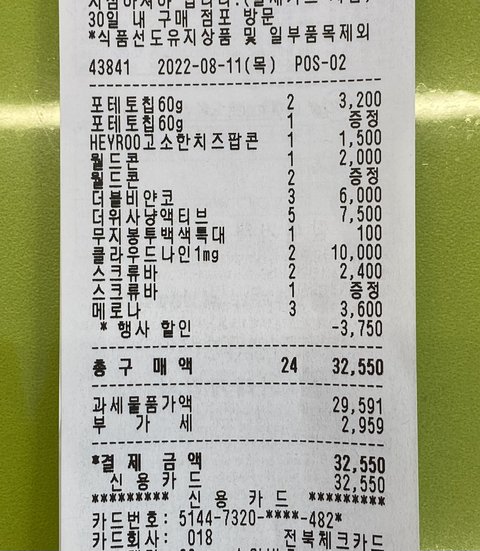 30일 내 구매 점포 방문
*식품선도유지상품 및 일부품목제외
43841 2022-08-11(목) POS-02
포테토칩60g 2 3,200
포테토칩60g 1 증정
HEYROO고소한치즈팝콘 1 1,500
월드콘 1 2,000
월드콘 2 증정
더블비얀코 3 6,000
더위사냥액티브 5 7,500
무지봉투백색특대 1 100
클라우드나인1mg 2 10,000
스크류바 2 2,400
스크류바 1 증정
메로나 3 3,600
* 행사 할인 -3,750
총 구 매 액 24 32,550
과세물품가액 29,591
부 가 세 2,959
*결 제 금 액 32,550
신 용 카 드 32,550
********* 신 용 카 드 *********
카드번호: 5144-7320-****-482*
카드회사: 018 전북체크카드